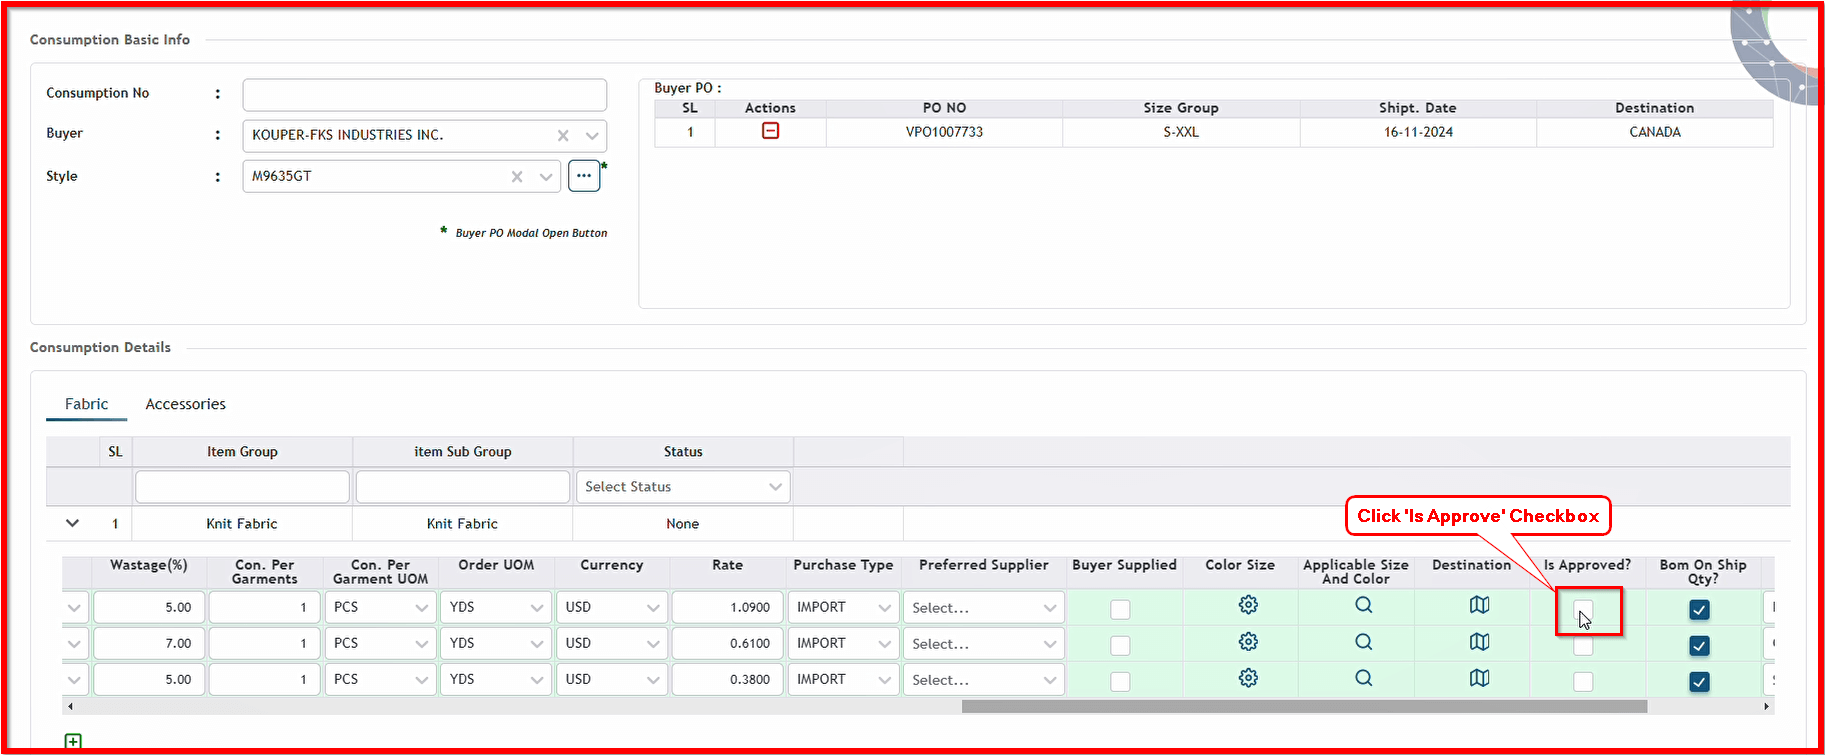 Consumption Basic Info
Consumption No :
Buyer : KOUPER-FKS INDUSTRIES INC.
Style : M9635GT ... *
* Buyer PO Modal Open Button
Buyer PO :
SL Actions PO NO Size Group Shipt. Date Destination
1 VPO1007733 S-XXL 16-11-2024 CANADA
Consumption Details
Fabric Accessories
SL Item Group item Sub Group Status
Select Status
1 Knit Fabric Knit Fabric None
Click 'Is Approve' Checkbox
Wastage(%) Con. Per Garments Con. Per Garment UOM Order UOM Currency Rate Purchase Type Preferred Supplier Buyer Supplied Color Size Applicable Size And Color Destination Is Approved? Bom On Ship Qty?
5.00 1 PCS YDS USD 1.0900 IMPORT Select...
7.00 1 PCS YDS USD 0.6100 IMPORT Select...
5.00 1 PCS YDS USD 0.3800 IMPORT Select...